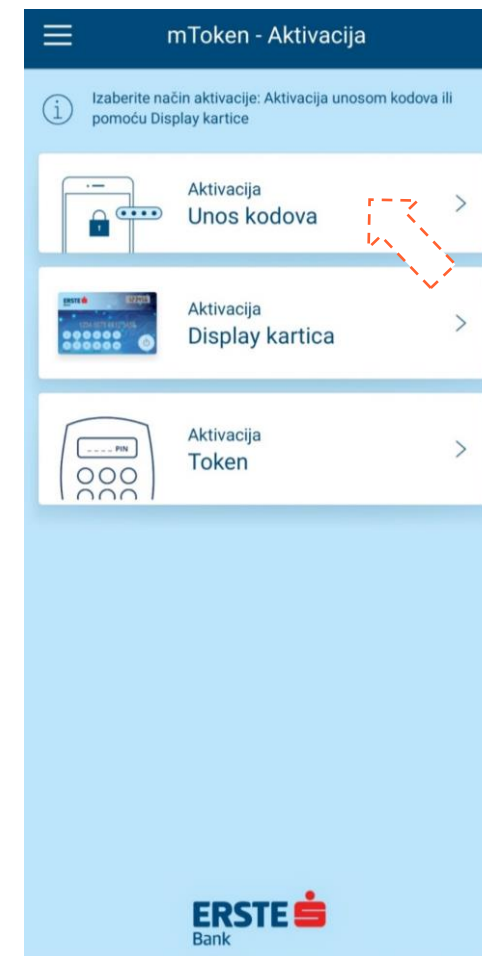 mToken - Aktivacija
Izaberite način aktivacije: Aktivacija unosom kodova ili
pomoću Display kartice
Aktivacija
Unos kodova
Aktivacija
Display kartica
ERSTE
Aktivacija
Token
PIN
ERSTE
Bank